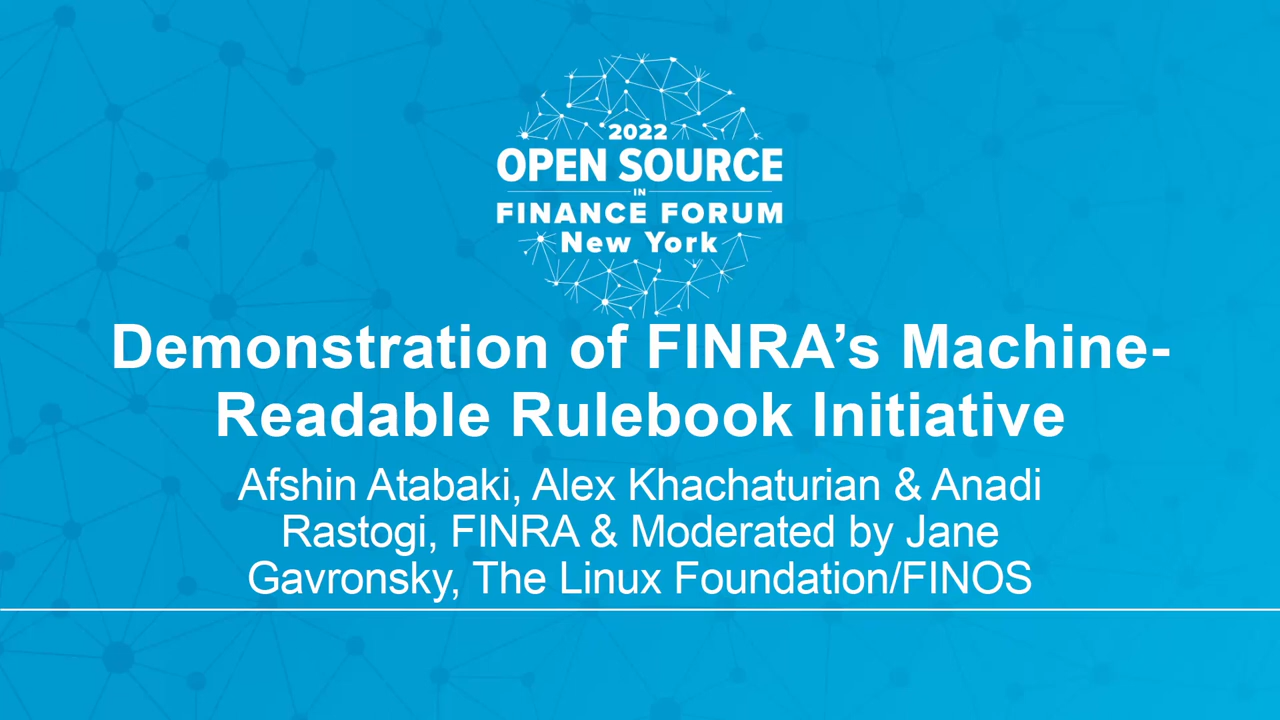 2022
OPEN SOURCE
IN
FINANCE FORUM
New York
Demonstration of FINRA’s Machine-
Readable Rulebook Initiative
Afshin Atabaki, Alex Khachaturian & Anadi
Rastogi, FINRA & Moderated by Jane
Gavronsky, The Linux Foundation/FINOS